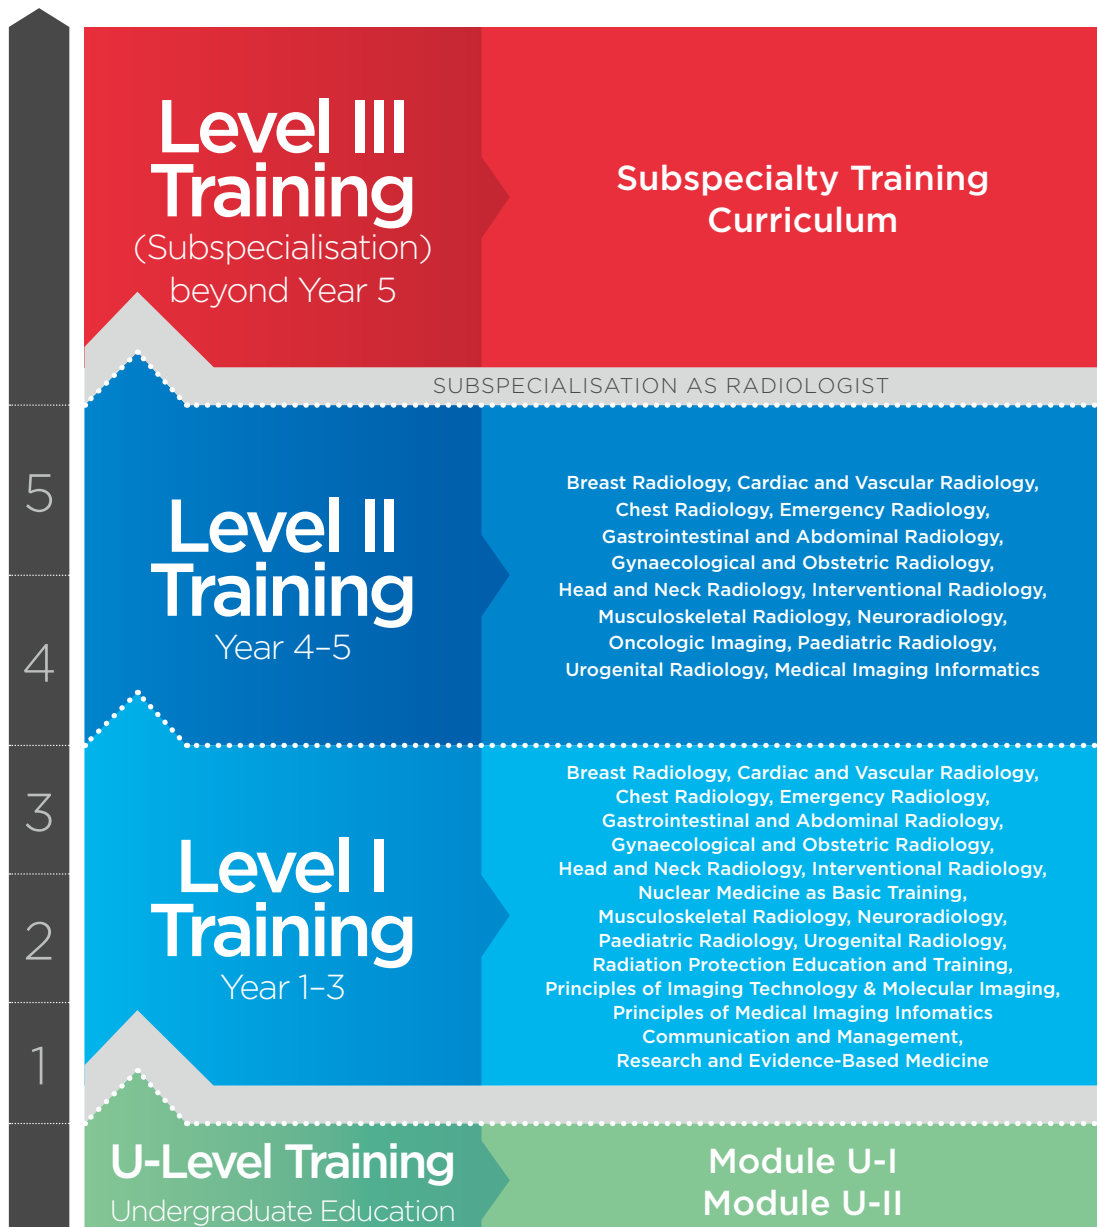 Level III
Training
(Subspecialisation)
beyond Year 5
Subspecialty Training
Curriculum
SUBSPECIALISATION AS RADIOLOGIST
5
4
Level II
Training
Year 4–5
Breast Radiology, Cardiac and Vascular Radiology,
Chest Radiology, Emergency Radiology,
Gastrointestinal and Abdominal Radiology,
Gynaecological and Obstetric Radiology,
Head and Neck Radiology, Interventional Radiology,
Musculoskeletal Radiology, Neuroradiology,
Oncologic Imaging, Paediatric Radiology,
Urogenital Radiology, Medical Imaging Informatics
3
2
1
Level I
Training
Year 1–3
Breast Radiology, Cardiac and Vascular Radiology,
Chest Radiology, Emergency Radiology,
Gastrointestinal and Abdominal Radiology,
Gynaecological and Obstetric Radiology,
Head and Neck Radiology, Interventional Radiology,
Nuclear Medicine as Basic Training,
Musculoskeletal Radiology, Neuroradiology,
Paediatric Radiology, Urogenital Radiology,
Radiation Protection Education and Training,
Principles of Imaging Technology & Molecular Imaging,
Principles of Medical Imaging Infomatics
Communication and Management,
Research and Evidence-Based Medicine
U-Level Training
Undergraduate Education
Module U-I
Module U-II